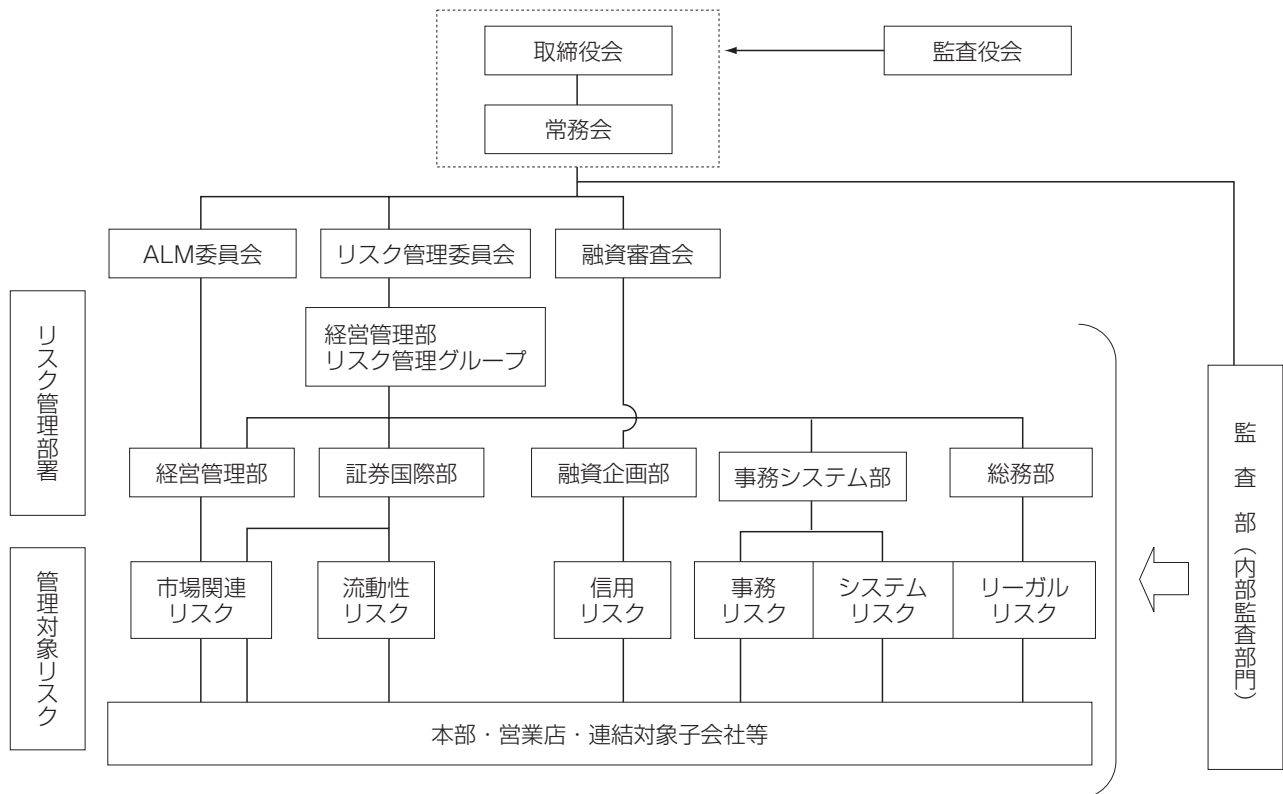 取締役会
監査役会
常務会
ALM委員会
リスク管理委員会
融資審査会
リスク管理部署
経営管理部
リスク管理グループ
経営管理部
証券国際部
融資企画部
事務システム部
総務部
管理対象リスク
市場関連
リスク
流動性
リスク
信用
リスク
事務
リスク
システム
リスク
リーガル
リスク
本部・営業店・連結対象子会社等
監査部(内部監査部門)